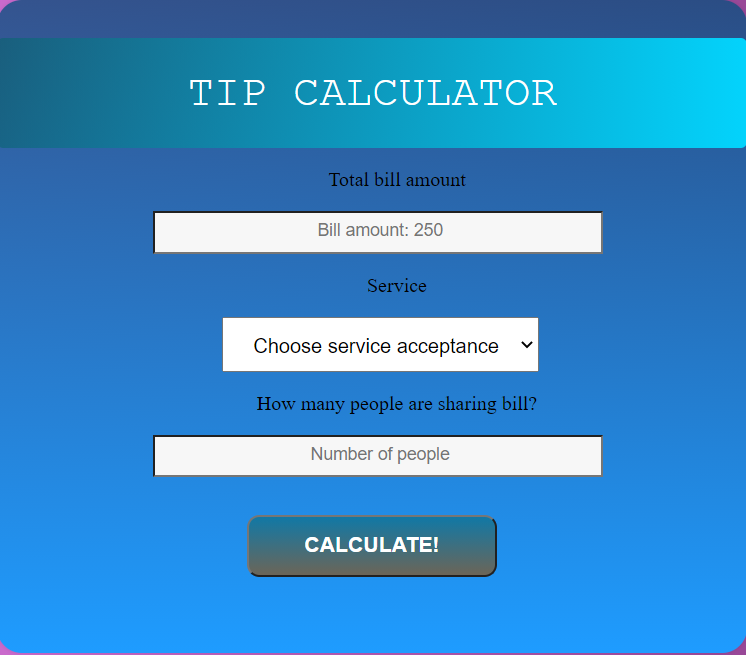 TIP CALCULATOR
Total bill amount
Bill amount: 250
Service
Choose service acceptance
How many people are sharing bill?
Number of people
CALCULATE!